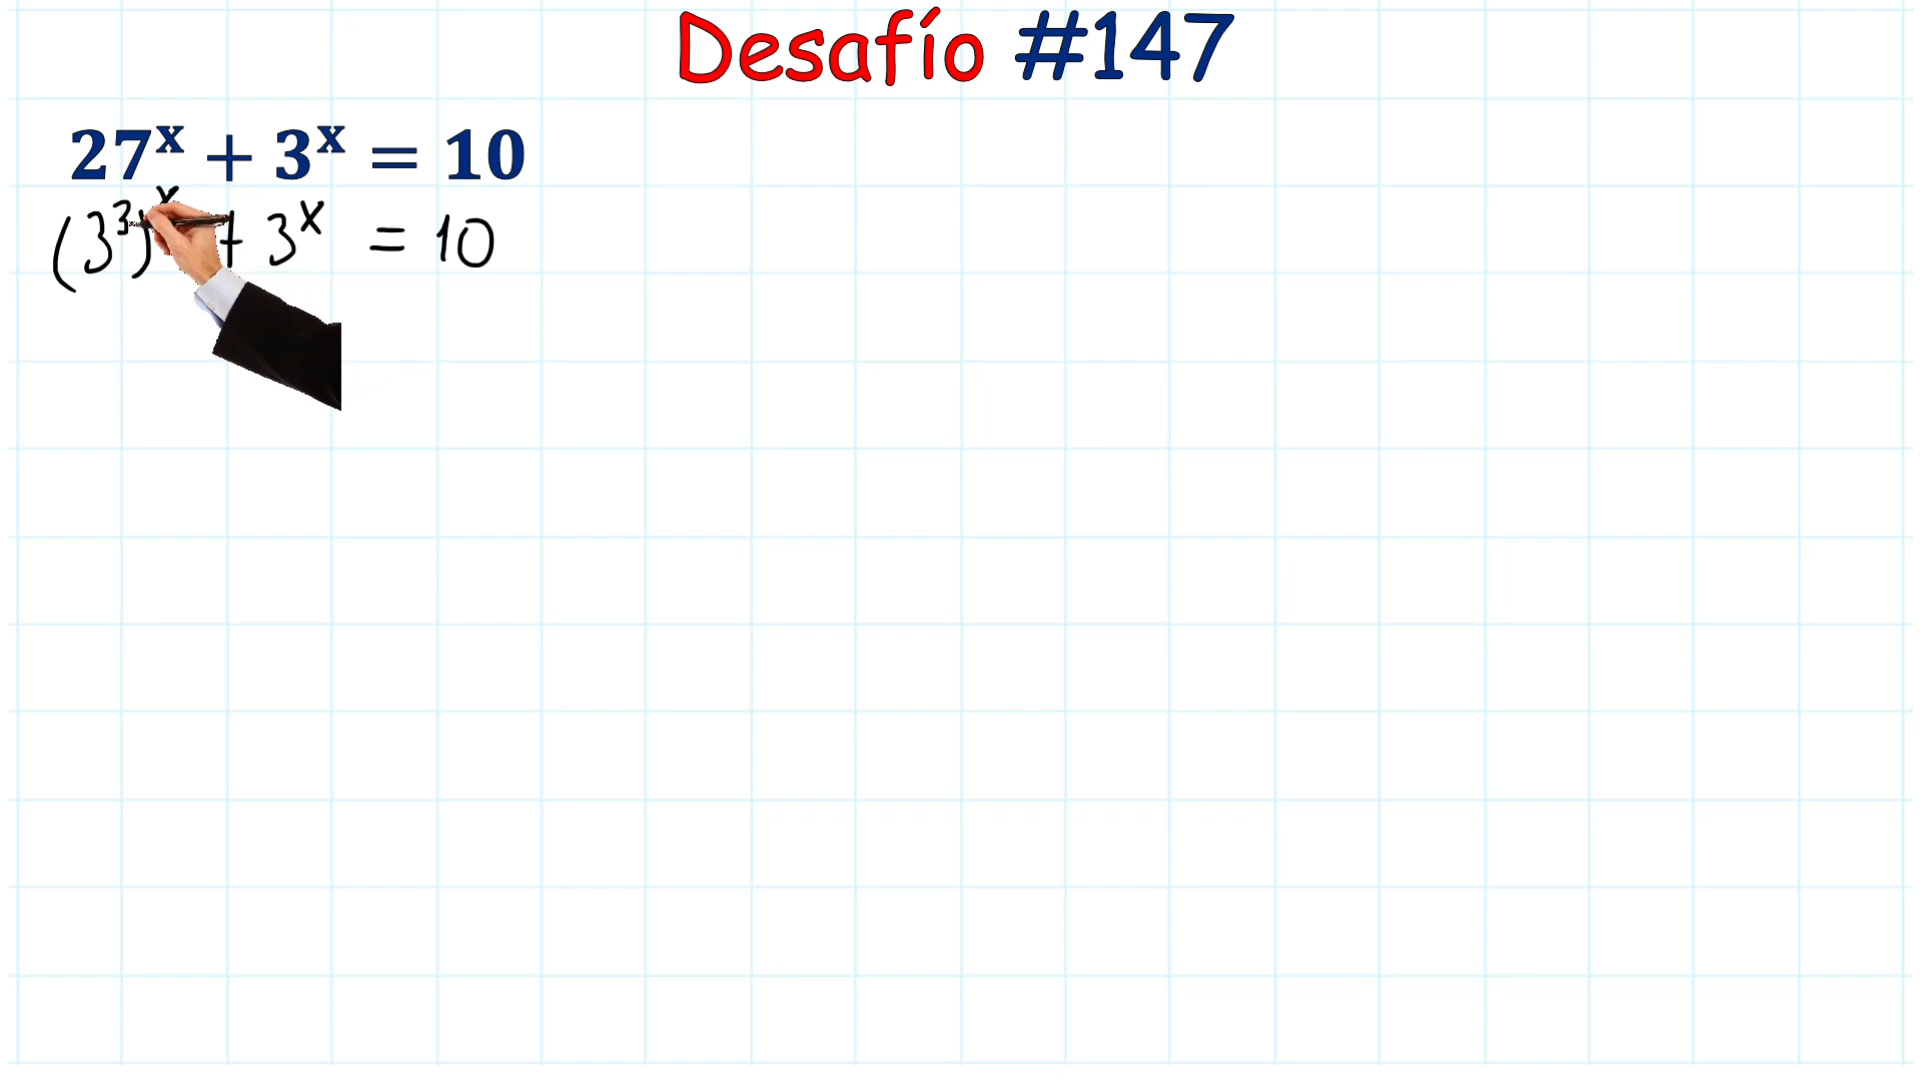 Desafío #147
27ˣ + 3ˣ = 10
(3³)ˣ + 3ˣ = 10